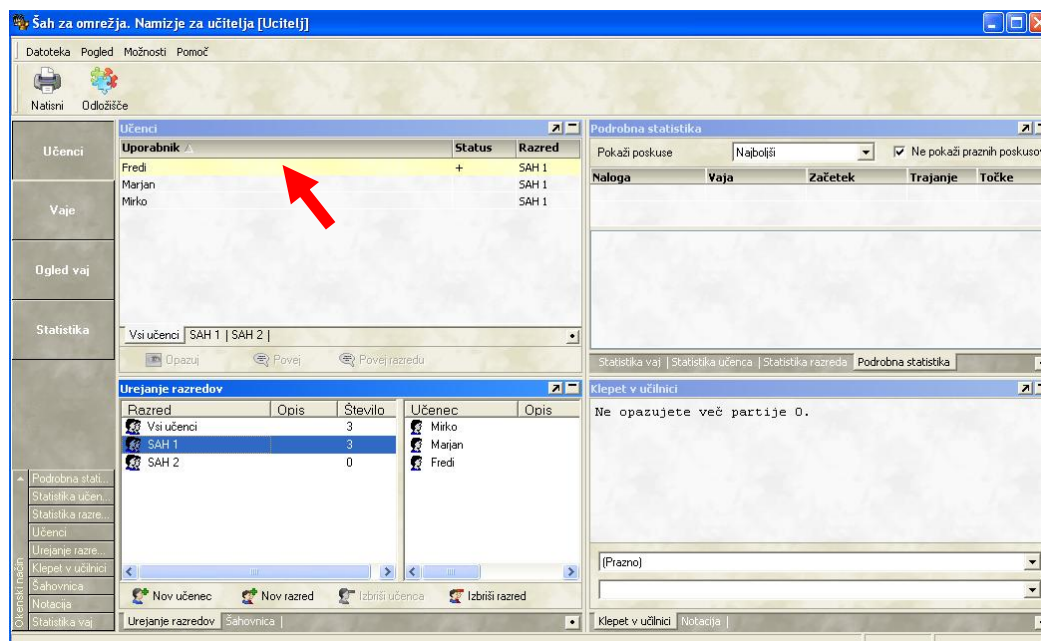 Šah za omrežja. Namizje za učitelja [Ucitelj]
Datoteka Pogled Možnosti Pomoč
Natisni Odložišče
Učenci
Vaje
Ogled vaj
Statistika
Podrobna stati...
Statistika učen...
Statistika razre...
Učenci
Urejanje razre...
Klepet v učilnici
Šahovnica
Notacija
Statistika vaj
Okenski način
Učenci
Uporabnik Status Razred
Fredi + SAH 1
Marjan SAH 1
Mirko SAH 1
Vsi učenci SAH 1 | SAH 2 |
Opazuj Povej Povej razredu
Podrobna statistika
Pokaži poskuse Najboljši Ne pokaži praznih poskusov
Naloga Vaja Začetek Trajanje Točke
Statistika vaj | Statistika učenca | Statistika razreda Podrobna statistika
Urejanje razredov
Razred Opis Število Učenec Opis
Vsi učenci 3 Mirko
SAH 1 3 Marjan
SAH 2 0 Fredi
Nov učenec Nov razred Izbriši učenca Izbriši razred
Urejanje razredov Šahovnica |
Klepet v učilnici
Ne opazujete več partije 0.
(Prazno)
Klepet v učilnici Notacija |